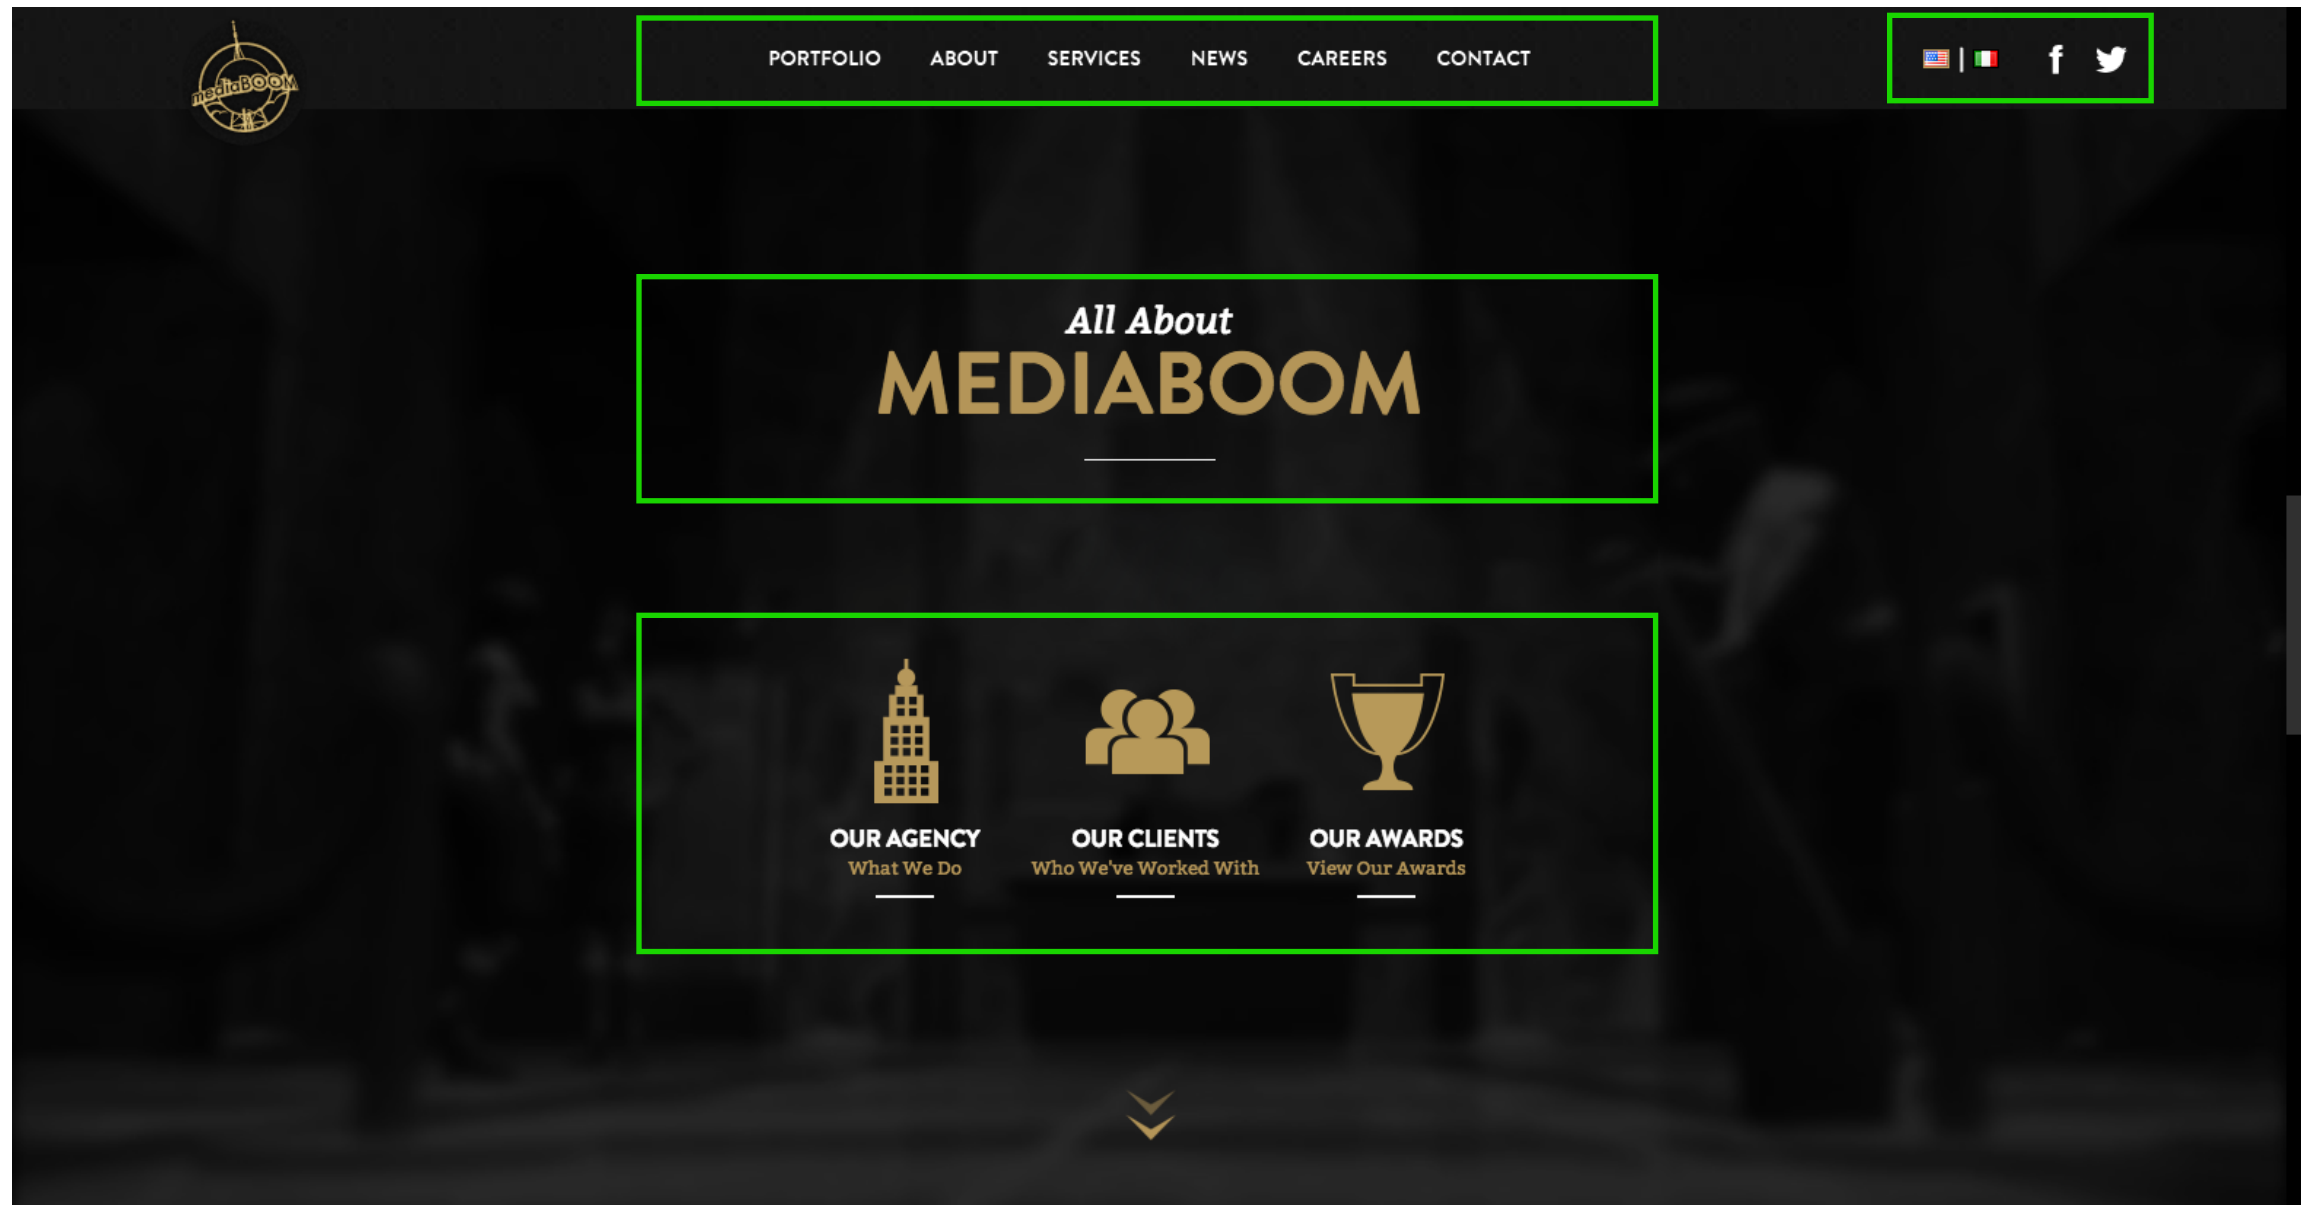 mediaBOOM
PORTFOLIO ABOUT SERVICES NEWS CAREERS CONTACT
All About
MEDIABOOM
OUR AGENCY OUR CLIENTS OUR AWARDS
What We Do Who We've Worked With View Our Awards